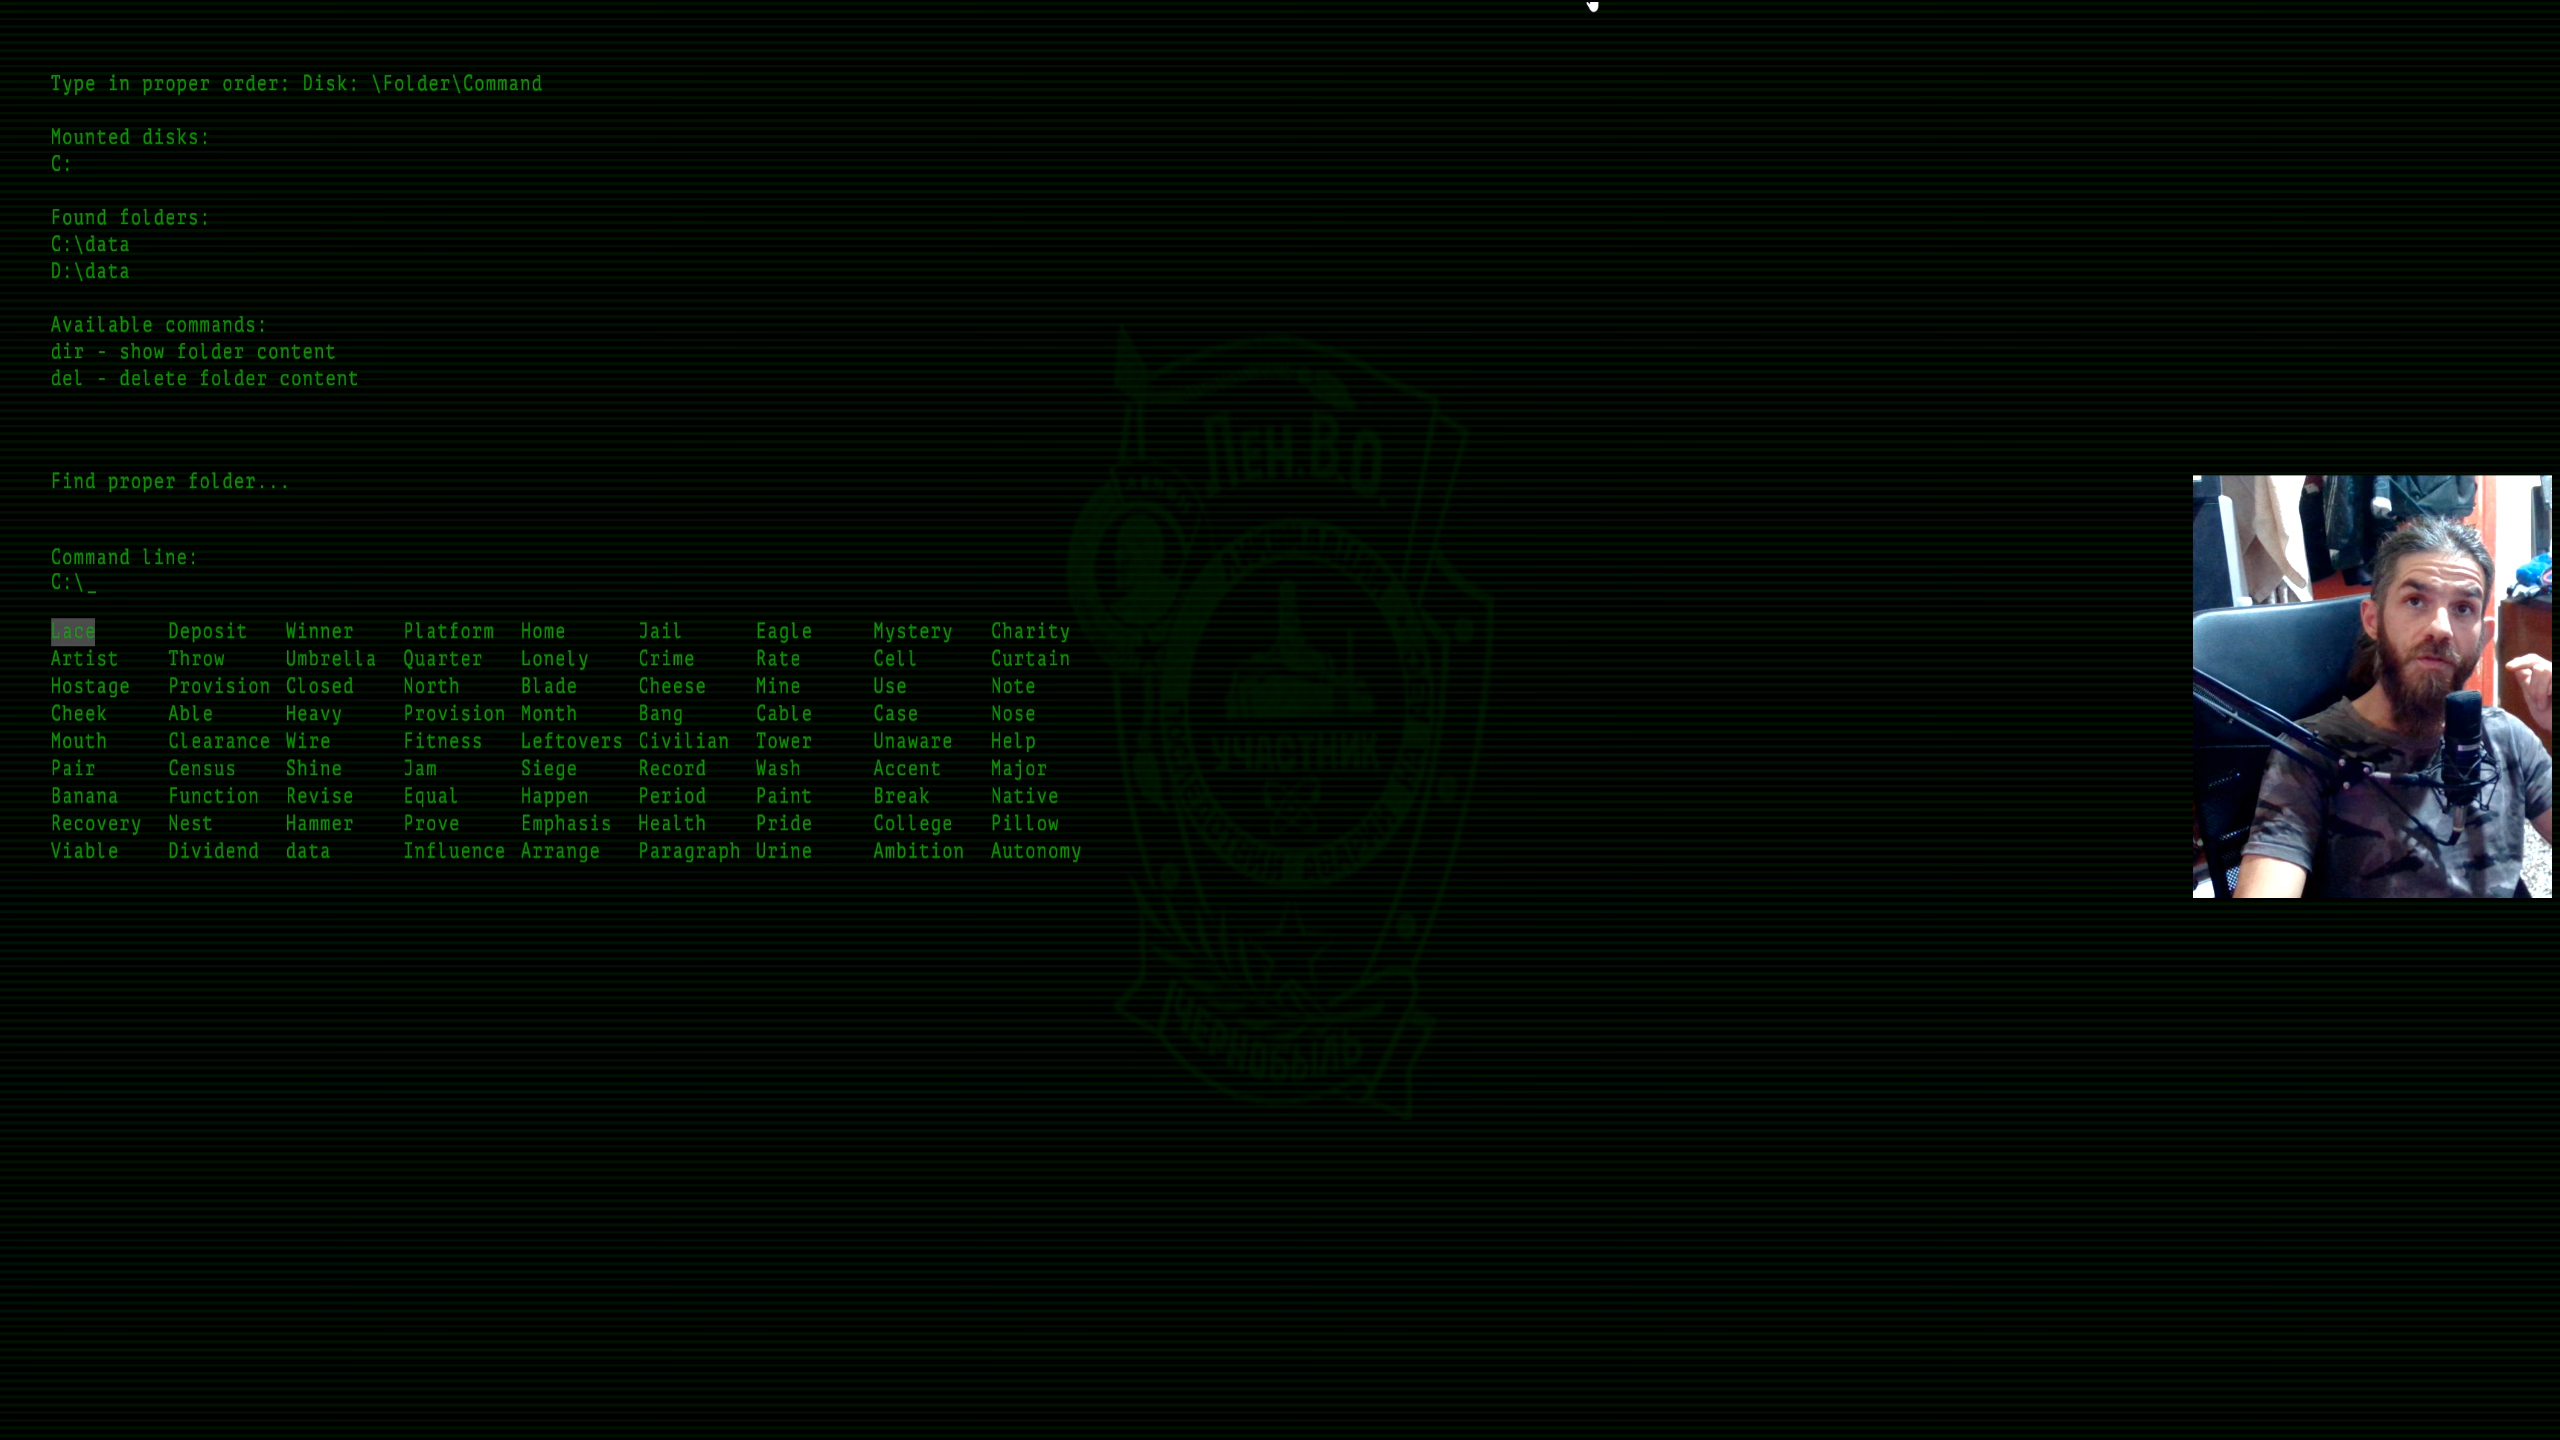 Type in proper order: Disk: \Folder\Command
Mounted disks:
C:
Found folders:
C:\data
D:\data
Available commands:
dir - show folder content
del - delete folder content
Find proper folder...
Command line:
C:\_
Lace Deposit Winner Platform Home Jail Eagle Mystery Charity
Artist Throw Umbrella Quarter Lonely Crime Rate Cell Curtain
Hostage Provision Closed North Blade Cheese Mine Use Note
Cheek Able Heavy Provision Month Bang Cable Case Nose
Mouth Clearance Wire Fitness Leftovers Civilian Tower Unaware Help
Pair Census Shine Jam Siege Record Wash Accent Major
Banana Function Revise Equal Happen Period Paint Break Native
Recovery Nest Hammer Prove Emphasis Health Pride College Pillow
Viable Dividend data Influence Arrange Paragraph Urine Ambition Autonomy
ЛЕН.В.О.
УЧАСТНИК
ЧЕРНОБЫЛЬ